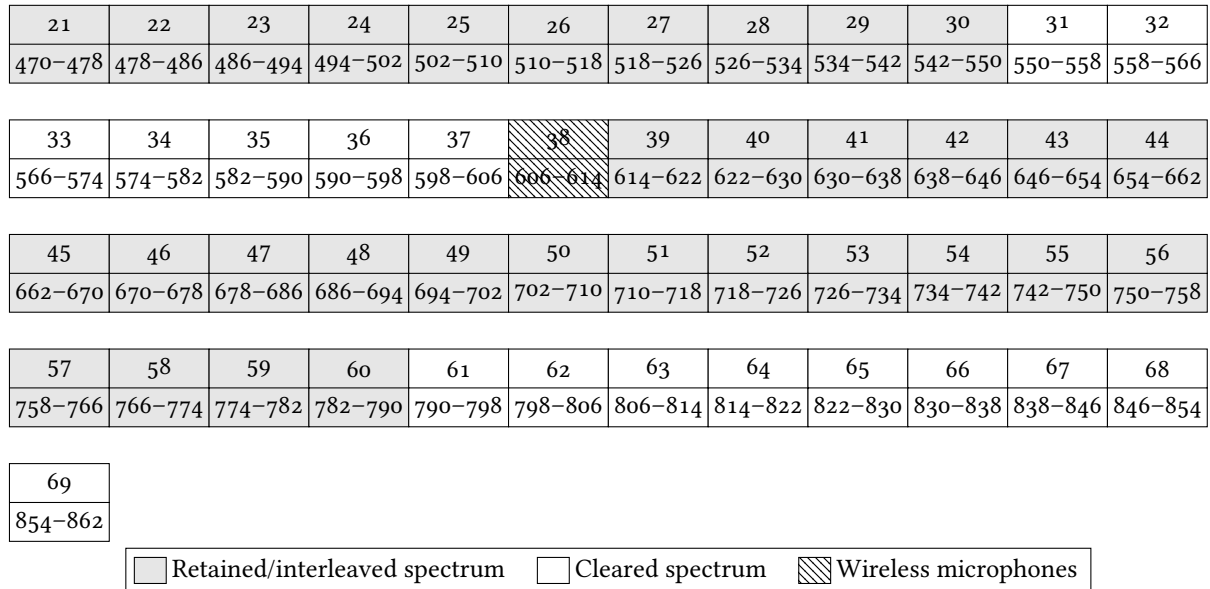 21 22 23 24 25 26 27 28 29 30 31 32
470–478 478–486 486–494 494–502 502–510 510–518 518–526 526–534 534–542 542–550 550–558 558–566
33 34 35 36 37 38 39 40 41 42 43 44
566–574 574–582 582–590 590–598 598–606 606–614 614–622 622–630 630–638 638–646 646–654 654–662
45 46 47 48 49 50 51 52 53 54 55 56
662–670 670–678 678–686 686–694 694–702 702–710 710–718 718–726 726–734 734–742 742–750 750–758
57 58 59 60 61 62 63 64 65 66 67 68
758–766 766–774 774–782 782–790 790–798 798–806 806–814 814–822 822–830 830–838 838–846 846–854
69
854–862
Retained/interleaved spectrum Cleared spectrum Wireless microphones